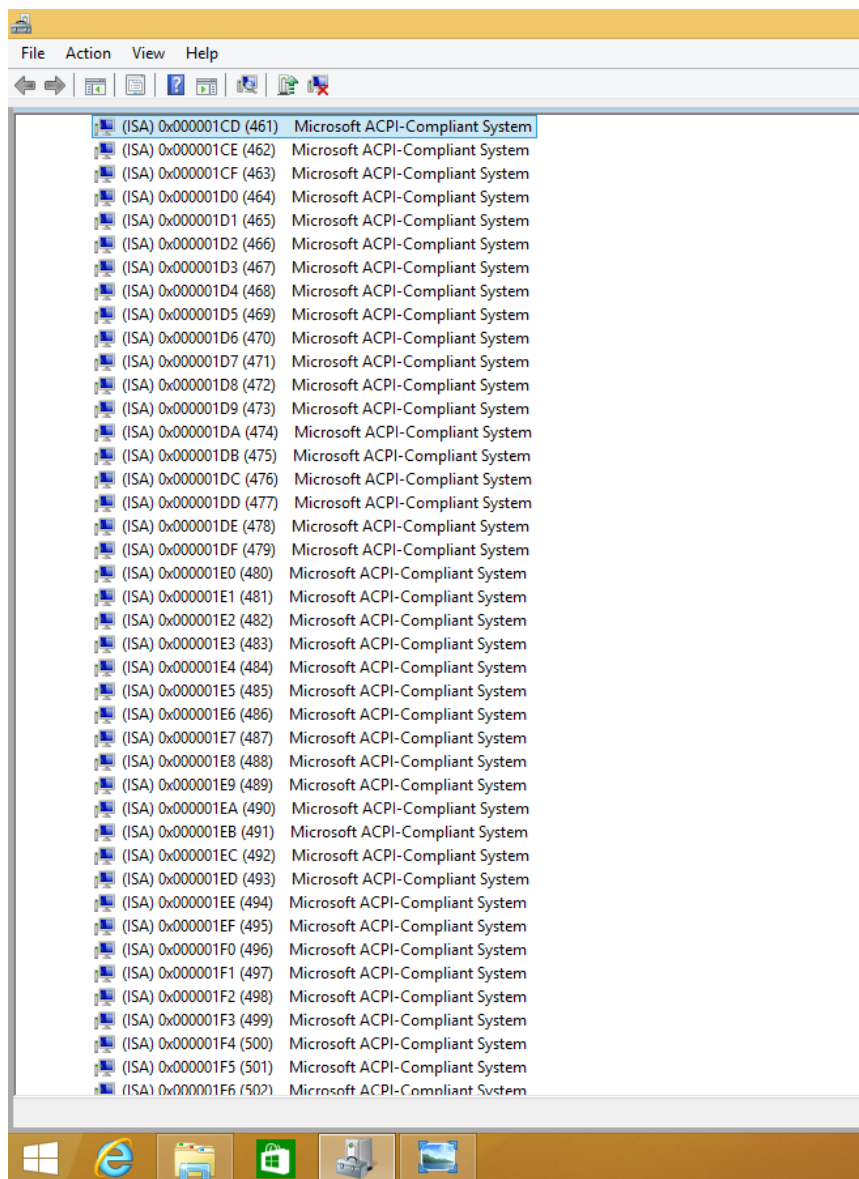 File Action View Help
(ISA) 0x000001CD (461) Microsoft ACPI-Compliant System
(ISA) 0x000001CE (462) Microsoft ACPI-Compliant System
(ISA) 0x000001CF (463) Microsoft ACPI-Compliant System
(ISA) 0x000001D0 (464) Microsoft ACPI-Compliant System
(ISA) 0x000001D1 (465) Microsoft ACPI-Compliant System
(ISA) 0x000001D2 (466) Microsoft ACPI-Compliant System
(ISA) 0x000001D3 (467) Microsoft ACPI-Compliant System
(ISA) 0x000001D4 (468) Microsoft ACPI-Compliant System
(ISA) 0x000001D5 (469) Microsoft ACPI-Compliant System
(ISA) 0x000001D6 (470) Microsoft ACPI-Compliant System
(ISA) 0x000001D7 (471) Microsoft ACPI-Compliant System
(ISA) 0x000001D8 (472) Microsoft ACPI-Compliant System
(ISA) 0x000001D9 (473) Microsoft ACPI-Compliant System
(ISA) 0x000001DA (474) Microsoft ACPI-Compliant System
(ISA) 0x000001DB (475) Microsoft ACPI-Compliant System
(ISA) 0x000001DC (476) Microsoft ACPI-Compliant System
(ISA) 0x000001DD (477) Microsoft ACPI-Compliant System
(ISA) 0x000001DE (478) Microsoft ACPI-Compliant System
(ISA) 0x000001DF (479) Microsoft ACPI-Compliant System
(ISA) 0x000001E0 (480) Microsoft ACPI-Compliant System
(ISA) 0x000001E1 (481) Microsoft ACPI-Compliant System
(ISA) 0x000001E2 (482) Microsoft ACPI-Compliant System
(ISA) 0x000001E3 (483) Microsoft ACPI-Compliant System
(ISA) 0x000001E4 (484) Microsoft ACPI-Compliant System
(ISA) 0x000001E5 (485) Microsoft ACPI-Compliant System
(ISA) 0x000001E6 (486) Microsoft ACPI-Compliant System
(ISA) 0x000001E7 (487) Microsoft ACPI-Compliant System
(ISA) 0x000001E8 (488) Microsoft ACPI-Compliant System
(ISA) 0x000001E9 (489) Microsoft ACPI-Compliant System
(ISA) 0x000001EA (490) Microsoft ACPI-Compliant System
(ISA) 0x000001EB (491) Microsoft ACPI-Compliant System
(ISA) 0x000001EC (492) Microsoft ACPI-Compliant System
(ISA) 0x000001ED (493) Microsoft ACPI-Compliant System
(ISA) 0x000001EE (494) Microsoft ACPI-Compliant System
(ISA) 0x000001EF (495) Microsoft ACPI-Compliant System
(ISA) 0x000001F0 (496) Microsoft ACPI-Compliant System
(ISA) 0x000001F1 (497) Microsoft ACPI-Compliant System
(ISA) 0x000001F2 (498) Microsoft ACPI-Compliant System
(ISA) 0x000001F3 (499) Microsoft ACPI-Compliant System
(ISA) 0x000001F4 (500) Microsoft ACPI-Compliant System
(ISA) 0x000001F5 (501) Microsoft ACPI-Compliant System
(ISA) 0x000001F6 (502) Microsoft ACPI-Compliant System